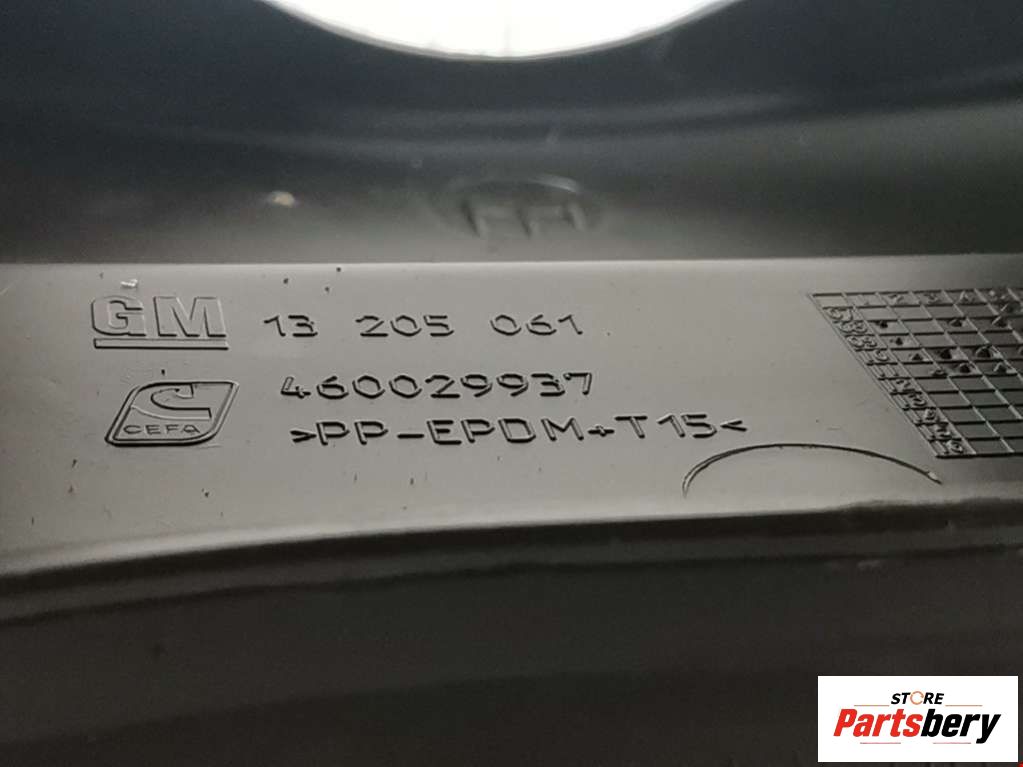 GM 13 205 061
CEFA 460029937
>PP-EPDM+T15<
STORE
Partsbery